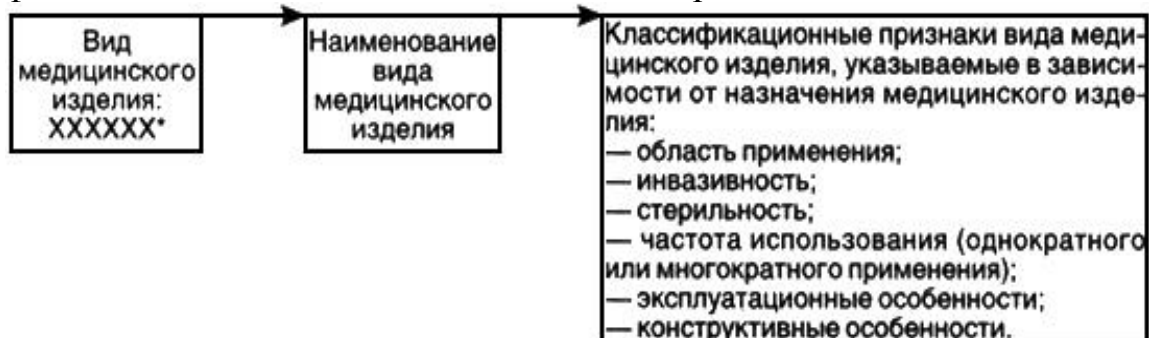 Вид
медицинского
изделия:
XXXXXX*
Наименование
вида
медицинского
изделия
Классификационные признаки вида меди-
цинского изделия, указываемые в зависи-
мости от назначения медицинского изде-
лия:
— область применения;
— инвазивность;
— стерильность;
— частота использования (однократного
или многократного применения);
— эксплуатационные особенности;
— конструктивные особенности.